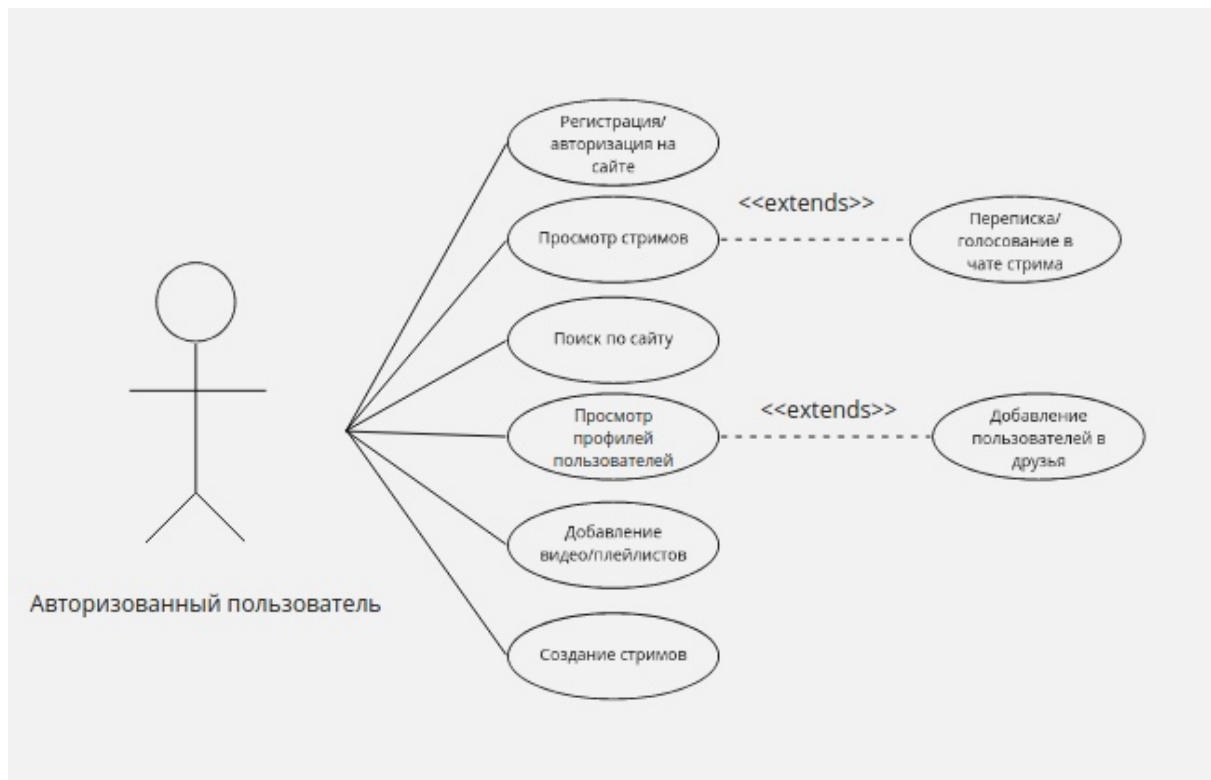 Регистрация/
авторизация на
сайте
<<extends>>
Просмотр стримов
Переписка/
голосование в
чате стрима
Поиск по сайту
<<extends>>
Просмотр
профилей
пользователей
Добавление
пользователей в
друзья
Добавление
видео/плейлистов
Авторизованный пользователь
Создание стримов